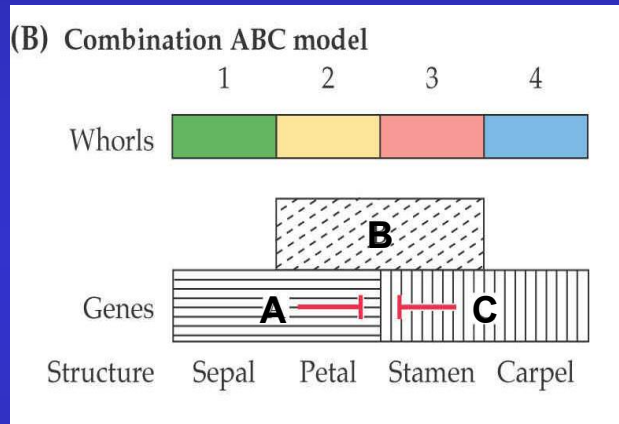 (B) Combination ABC model
1 2 3 4
Whorls
B
Genes A C
Structure Sepal Petal Stamen Carpel